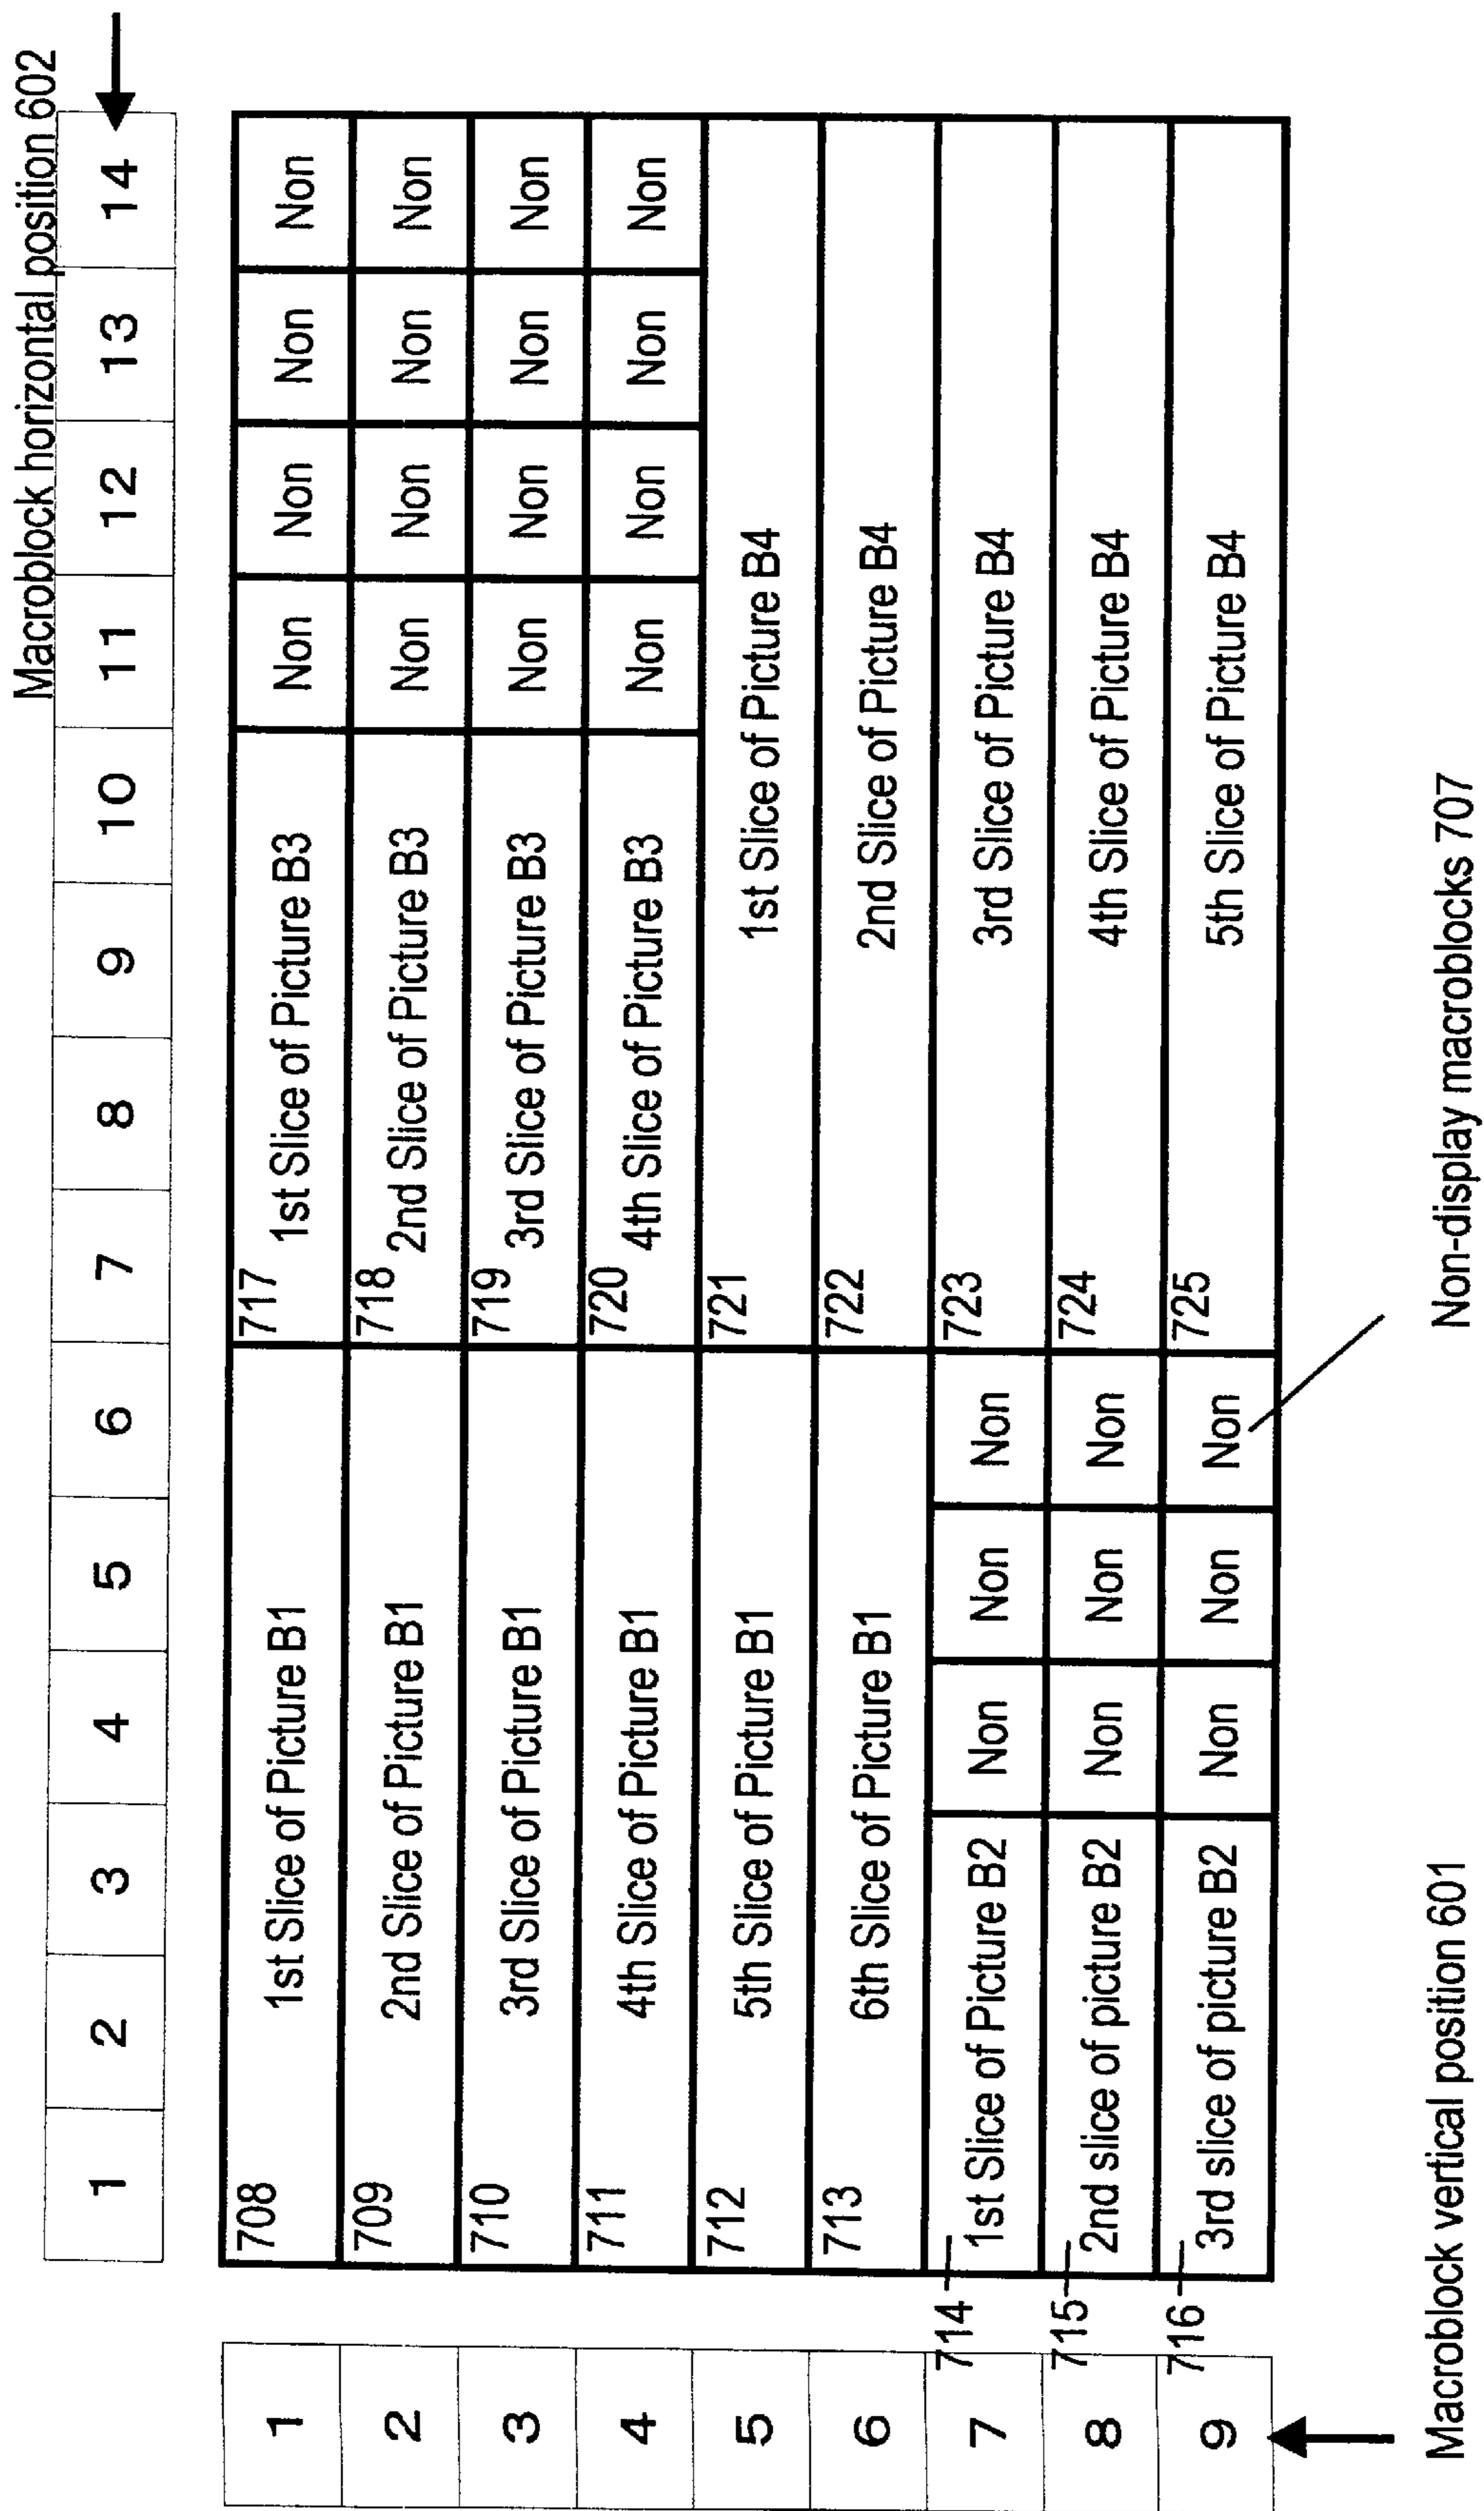 Macroblock horizontal position 602
1 2 3 4 5 6 7 8 9 10 11 12 13 14
1 708 1st Slice of Picture B1 717 1st Slice of Picture B3 Non Non Non Non
2 709 2nd Slice of Picture B1 718 2nd Slice of Picture B3 Non Non Non Non
3 710 3rd Slice of Picture B1 719 3rd Slice of Picture B3 Non Non Non Non
4 711 4th Slice of Picture B1 720 4th Slice of Picture B3 Non Non Non Non
5 712 5th Slice of Picture B1 721 1st Slice of Picture B4
6 713 6th Slice of Picture B1 722 2nd Slice of Picture B4
7 714 1st Slice of Picture B2 Non Non Non 723 3rd Slice of Picture B4
8 715 2nd slice of picture B2 Non Non Non 724 4th Slice of Picture B4
9 716 3rd slice of picture B2 Non Non Non 725 5th Slice of Picture B4
Macroblock vertical position 601
Non-display macroblocks 707